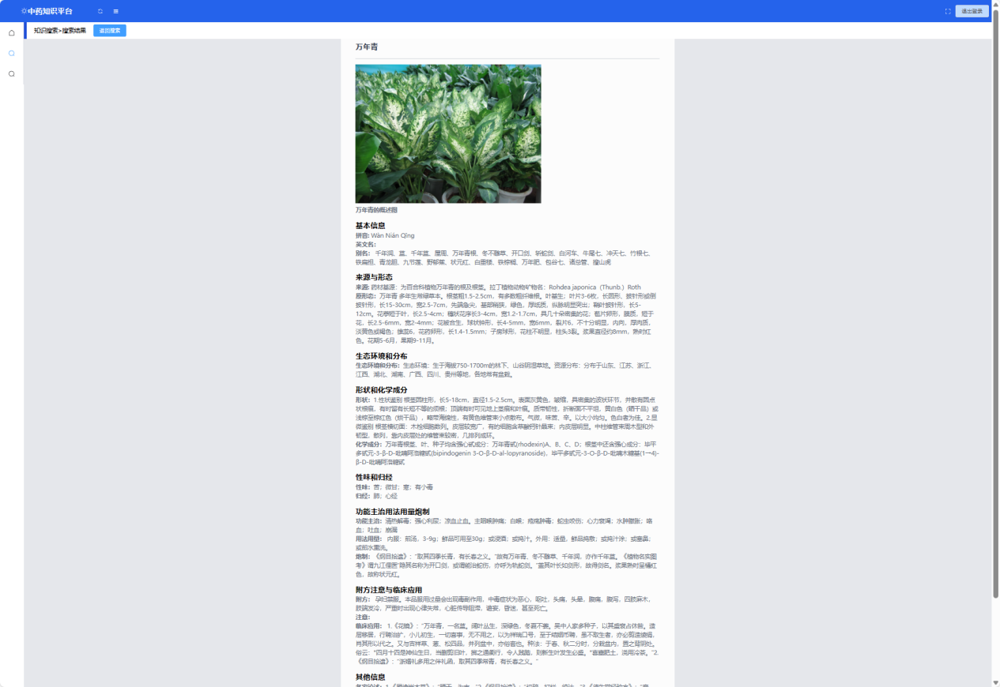 中药知识平台
退出登录
知识搜索>搜索结果
返回搜索
万年青
万年青的概述图
基本信息
拼音: Wàn Nián Qīng
英文名:
别名: 千年润、蒀、千年蒀、屋周、万年青根、冬不凋草、开口剑、斩蛇剑、白河车、牛尾七、冲天七、竹根七、
铁扁担、青龙胆、九节莲、野郁蕉、状元红、白重楼、铁棕榈、万年肥、包谷七、诸总管、撞山虎
来源与形态
来源: 药材基源：为百合科植物万年青的根及根茎。拉丁植物动物矿物名：Rohdea japonica（Thunb.）Roth
原形态: 万年青 多年生常绿草本。根茎粗1.5-2.5cm，有多数粗纤维根。叶基生；叶片3-6枚，长圆形、披针形或倒
披针形，长15-30cm，宽2.5-7cm，先端急尖，基部稍狭，绿色，厚纸质，纵脉明显突出；鞘叶披针形，长5-
12cm。花葶短于叶，长2.5-4cm；穗状花序长3-4cm，宽1.2-1.7cm，具几十朵密集的花；苞片卵形，膜质，短于
花，长2.5-6mm，宽2-4mm；花被合生，球状钟形，长4-5mm，宽6mm，裂片6，不十分明显，内向，厚肉质，
淡黄色或褐色；雄蕊6，花药卵形，长1.4-1.5mm；子房球形，花柱不明显，柱头3裂。浆果直径约8mm，熟时红
色。花期5-6月，果期9-11月。
生态环境和分布
生态环境和分布: 生态环境：生于海拔750-1700m的林下、山谷阴湿草地。资源分布：分布于山东、江苏、浙江、
江西、湖北、湖南、广西、四川、贵州等地，各地常有盆栽。
形状和化学成分
形状: 1.性状鉴别 根茎圆柱形，长5-18cm，直径1.5-2.5cm。表面灰黄色，皱缩，具密集的波状环节，并散有圆点
状根痕，有时留有长短不等的须根；顶端有时可见地上茎痕和叶痕。质带韧性，折断面不平坦，黄白色（晒干品）或
浅棕至棕红色（烘干品），略带海绵性，有黄色维管束小点散布。气微，味苦、辛。以大小均匀。色白者为佳。2.显
微鉴别 根茎横切面：木栓细胞数列。皮层较宽广，有的细胞含草酸钙针晶束；内皮层明显。中柱维管束周木型和外
韧型，散列，靠内皮层处的维管束较密，几排列成环。
化学成分: 万年青根茎、叶、种子均含强心甙成分：万年青甙(rhodexin)A、B、C、D；根茎中还含强心成分：毕平
多甙元-3-β-D-吡喃阿洛糖甙(bipindogenin 3-O-β-D-al-lopyranoside)，毕平多甙元-3-O-β-D-吡喃木糖基(1→4)-
β-D-吡喃阿洛糖甙
性味和归经
性味: 苦；微甘；寒；有小毒
归经: 肺；心经
功能主治用法用量炮制
功能主治: 清热解毒；强心利尿；凉血止血。主咽喉肿痛；白喉；疮疡肿毒；蛇虫咬伤；心力衰竭；水肿臌胀；咯
血；吐血；崩漏
用法用量: 内服：煎汤，3-9g；鲜品可用至30g；或浸酒；或捣汁。外用：适量，鲜品捣敷；或捣汁涂；或塞鼻；
或煎水熏洗。
炮制: 《纲目拾遗》：“取其四季长青，有长春之义。”故有万年青、冬不凋草、千年润，亦作千年蒀。《植物名实图
考》谓九江俚医“隐其名称为开口剑，或谓能治蛇伤，亦呼为轨蛇剑。”盖其叶长如剑形，故得剑名。浆果熟时呈橘红
色，故称状元红。
附方注意与临床应用
附方: 孕妇禁服。本品服用过量会出现毒副作用，中毒症状为恶心，呕吐，头痛，头晕，腹痛，腹泻，四肢麻木，
肢端发冷，严重时出现心律失常，心脏传导阻滞，谵妄，昏迷，甚至死亡。
注意:
临床应用: 1.《花镜》：“万年青，一名蒀。阔叶丛生，深绿色，冬夏不萎。吴中人家多种之，以其盛衰占休咎。造
屋移居，行聘治圹，小儿初生，一切喜事，无不用之，以为祥瑞口号，至于结姻币聘，虽不取生者，亦必剪造绫绢，
肖其形以代之。又与吉祥草、葱、松四品，并列盆中，亦俗套也。种法：于春、秋二分时，分栽盆内，置之背阴处。
俗云：“四月十四是神仙生日，当删剪旧叶，掷之通衢行，令人践踏，则新生叶发生必盛。”喜壅肥土，浇用冷茶。”2.
《纲目拾遗》：“浙婚礼多用之伴礼函，取其四季常青，有长春之义。”
其他信息